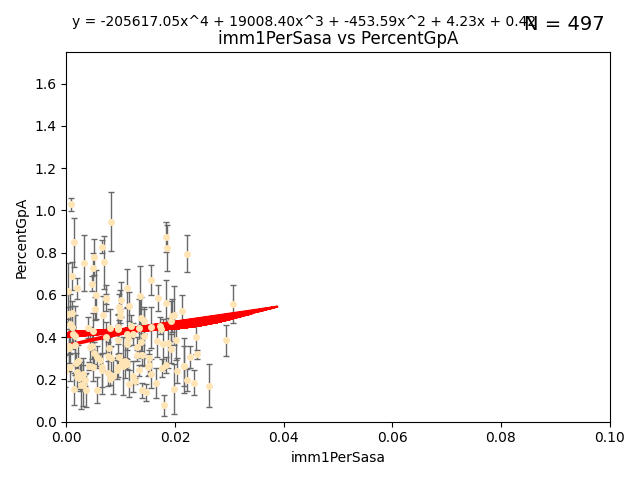 y = -205617.05x^4 + 19008.40x^3 + -453.59x^2 + 4.23x + 0.42
N = 497
imm1PerSasa vs PercentGpA
PercentGpA
1.6
1.4
1.2
1.0
0.8
0.6
0.4
0.2
0.0
0.00 0.02 0.04 0.06 0.08 0.10
imm1PerSasa